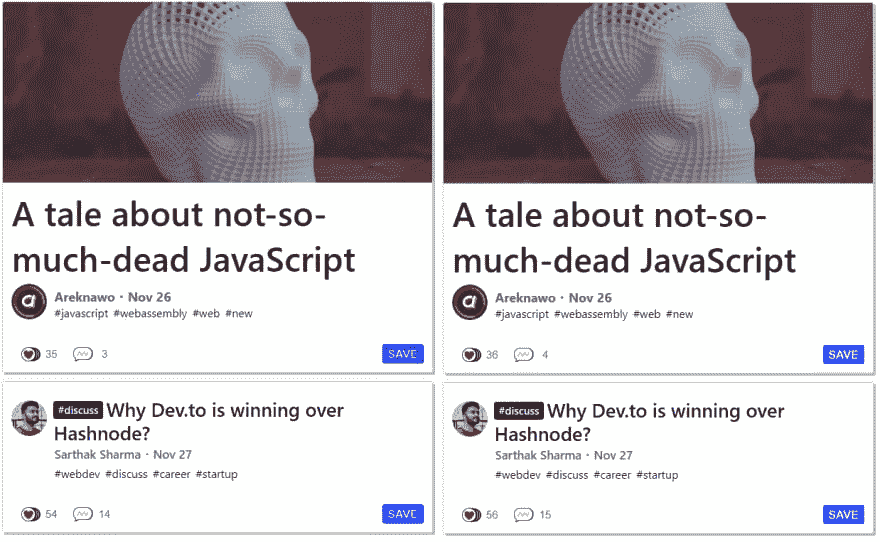 A tale about not-so-
much-dead JavaScript
Areknawo · Nov 26
#javascript #webassembly #web #new
35 3
SAVE
#discuss Why Dev.to is winning over
Hashnode?
Sarthak Sharma · Nov 27
#webdev #discuss #career #startup
54 14
SAVE
A tale about not-so-
much-dead JavaScript
Areknawo · Nov 26
#javascript #webassembly #web #new
36 4
SAVE
#discuss Why Dev.to is winning over
Hashnode?
Sarthak Sharma · Nov 27
#webdev #discuss #career #startup
56 15
SAVE